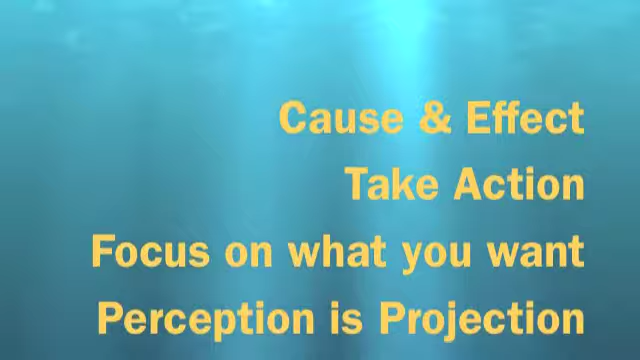 Cause & Effect
Take Action
Focus on what you want
Perception is Projection